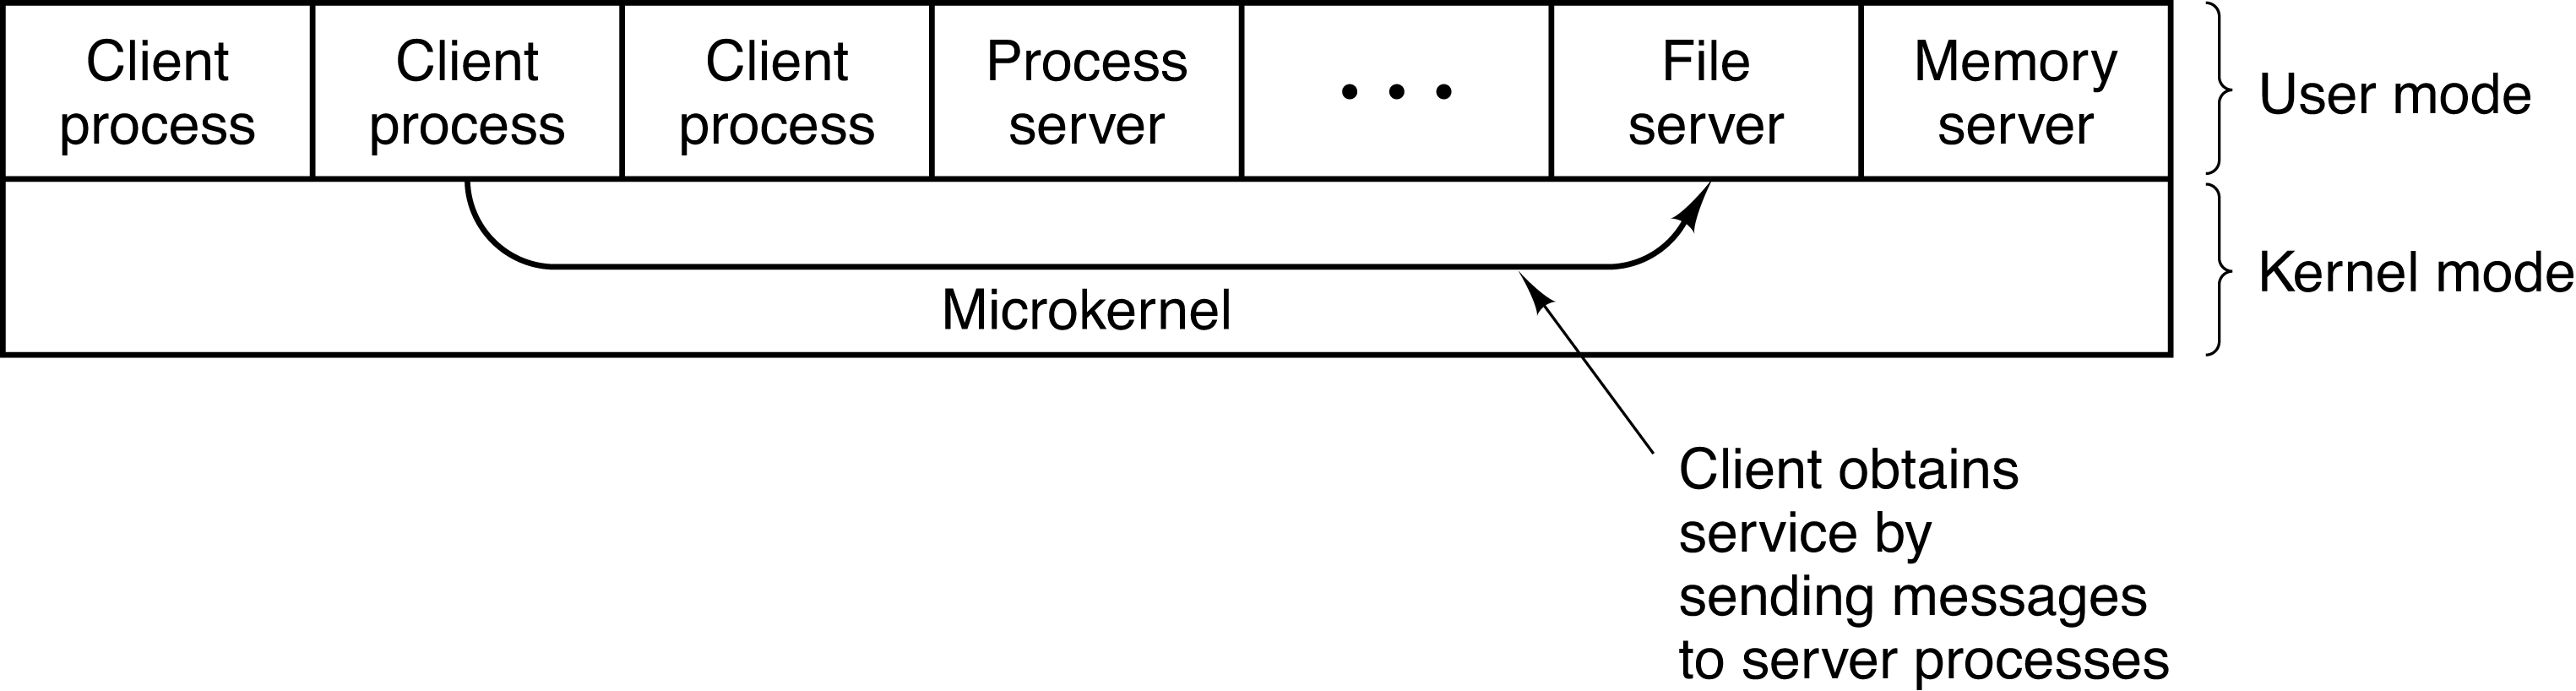 Client
process
Client
process
Client
process
Process
server
• • •
File
server
Memory
server
User mode
Microkernel
Kernel mode
Client obtains
service by
sending messages
to server processes